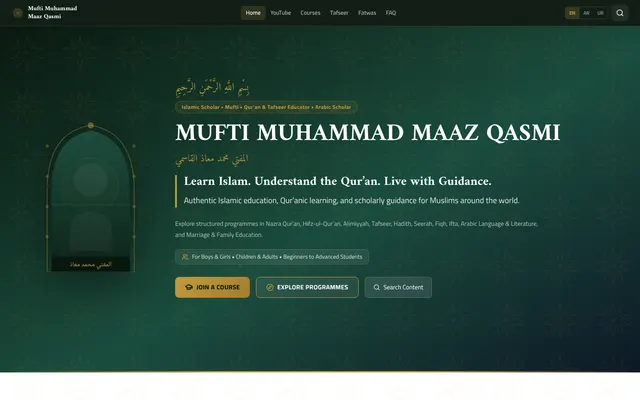 Mufti Muhammad
Maaz Qasmi
Home YouTube Courses Tafseer Fatwas FAQ
EN AR UR
بِسْمِ اللَّهِ الرَّحْمَٰنِ الرَّحِيمِ
Islamic Scholar • Mufti • Qur'an & Tafseer Educator • Arabic Scholar
MUFTI MUHAMMAD MAAZ QASMI
المفتي محمد معاذ القاسمي
Learn Islam. Understand the Qur'an. Live with Guidance.
Authentic Islamic education, Qur'anic learning, and scholarly guidance for Muslims around the world.
Explore structured programmes in Nazra Qur'an, Hifz-ul-Qur'an, Alimiyyah, Tafseer, Hadith, Seerah, Fiqh, Ifta, Arabic Language & Literature,
and Marriage & Family Education.
For Boys & Girls • Children & Adults • Beginners to Advanced Students
المفتي محمد معاذ
JOIN A COURSE EXPLORE PROGRAMMES Search Content